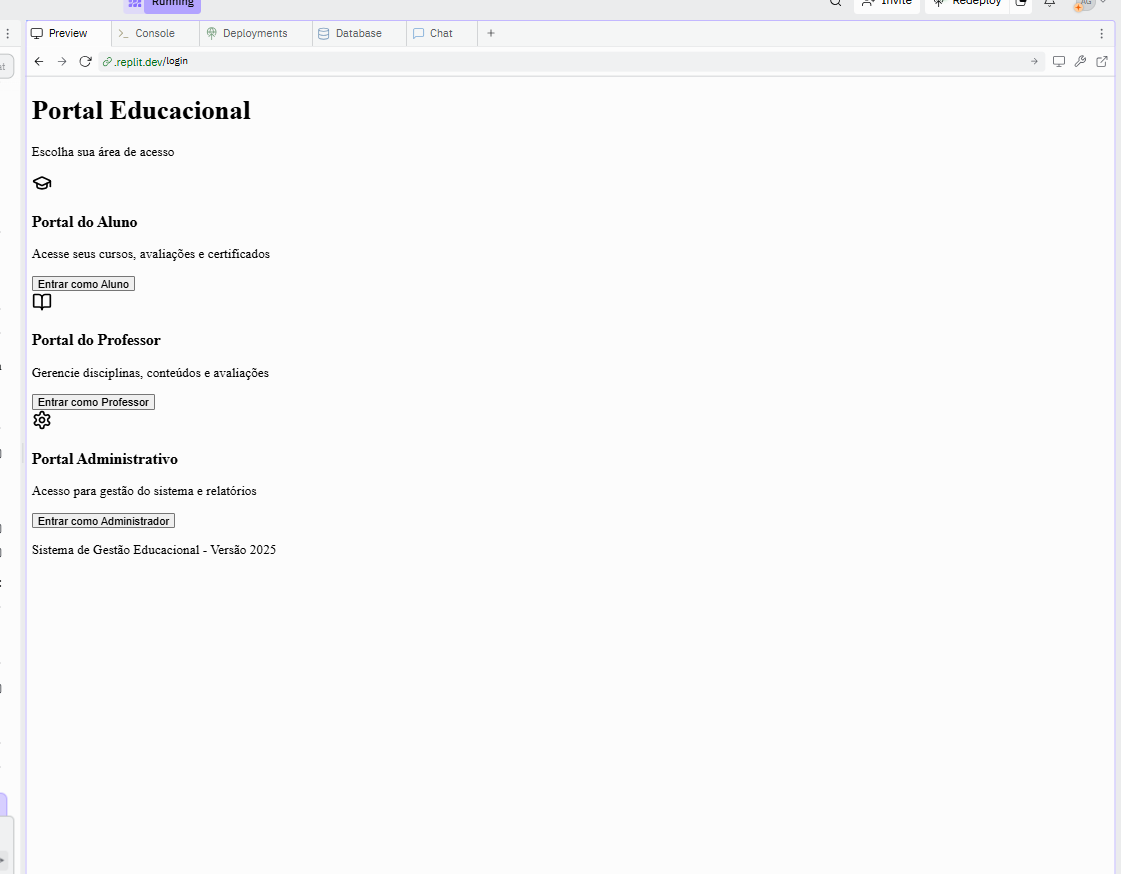 Running
Invite
Redeploy
Preview
Console
Deployments
Database
Chat
.replit.dev/login
Portal Educacional
Escolha sua área de acesso
Portal do Aluno
Acesse seus cursos, avaliações e certificados
Entrar como Aluno
Portal do Professor
Gerencie disciplinas, conteúdos e avaliações
Entrar como Professor
Portal Administrativo
Acesso para gestão do sistema e relatórios
Entrar como Administrador
Sistema de Gestão Educacional - Versão 2025